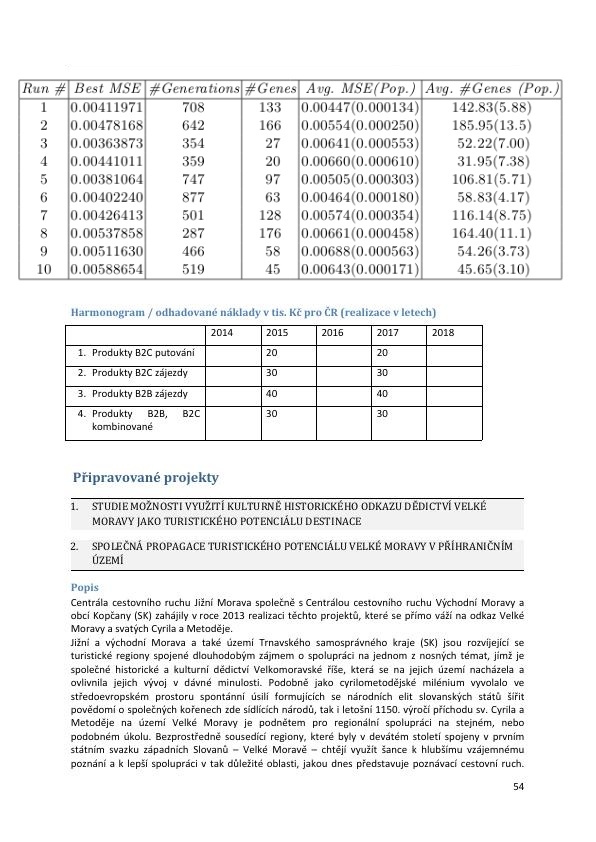 Run # Best MSE #Generations #Genes Avg. MSE(Pop.) Avg. #Genes (Pop.)
1 0.00411971 708 133 0.00447(0.000134) 142.83(5.88)
2 0.00478168 642 166 0.00554(0.000250) 185.95(13.5)
3 0.00363873 354 27 0.00641(0.000553) 52.22(7.00)
4 0.00441011 359 20 0.00660(0.000610) 31.95(7.38)
5 0.00381064 747 97 0.00505(0.000303) 106.81(5.71)
6 0.00402240 877 63 0.00464(0.000180) 58.83(4.17)
7 0.00426413 501 128 0.00574(0.000354) 116.14(8.75)
8 0.00537858 287 176 0.00661(0.000458) 164.40(11.1)
9 0.00511630 466 58 0.00688(0.000563) 54.26(3.73)
10 0.00588654 519 45 0.00643(0.000171) 45.65(3.10)
Harmonogram / odhadované náklady v tis. Kč pro ČR (realizace v letech)
2014 2015 2016 2017 2018
1. Produkty B2C putování 20 20
2. Produkty B2C zájezdy 30 30
3. Produkty B2B zájezdy 40 40
4. Produkty B2B, B2C 30 30
kombinované
Připravované projekty
1. STUDIE MOŽNOSTI VYUŽITÍ KULTURNĚ HISTORICKÉHO ODKAZU DĚDICTVÍ VELKÉ
MORAVY JAKO TURISTICKÉHO POTENCIÁLU DESTINACE
2. SPOLEČNÁ PROPAGACE TURISTICKÉHO POTENCIÁLU VELKÉ MORAVY V PŘÍHRANIČNÍM
ÚZEMÍ
Popis
Centrála cestovního ruchu Jižní Morava společně s Centrálou cestovního ruchu Východní Moravy a
obcí Kopčany (SK) zahájily v roce 2013 realizaci těchto projektů, které se přímo váží na odkaz Velké
Moravy a svatých Cyrila a Metoděje.
Jižní a východní Morava a také území Trnavského samosprávného kraje (SK) jsou rozvíjející se
turistické regiony spojené dlouhodobým zájmem o spolupráci na jednom z nosných témat, jímž je
společné historické a kulturní dědictví Velkomoravské říše, která se na jejich území nacházela a
ovlivnila jejich vývoj v dávné minulosti. Podobně jako cyrilometodějské milénium vyvolalo ve
středoevropském prostoru spontánní úsilí formujících se národních elit slovanských států šířit
povědomí o společných kořenech zde sídlících národů, tak i letošní 1150. výročí příchodu sv. Cyrila a
Metoděje na území Velké Moravy je podnětem pro regionální spolupráci na stejném, nebo
podobném úkolu. Bezprostředně sousedící regiony, které byly v devátém století spojeny v prvním
státním svazku západních Slovanů – Velké Moravě – chtějí využít šance k hlubšímu vzájemnému
poznání a k lepší spolupráci v tak důležité oblasti, jakou dnes představuje poznávací cestovní ruch.
54